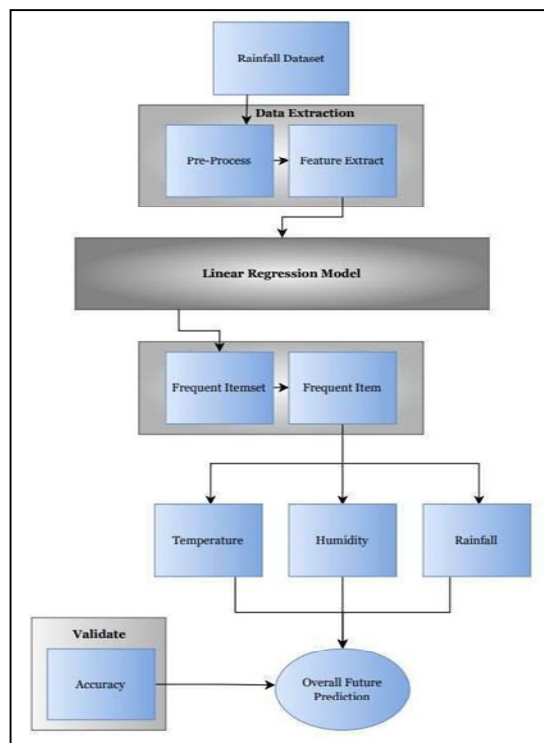 Rainfall Dataset
Data Extraction
Pre-Process
Feature Extract
Linear Regression Model
Frequent Itemset
Frequent Item
Temperature
Humidity
Rainfall
Validate
Accuracy
Overall Future
Prediction